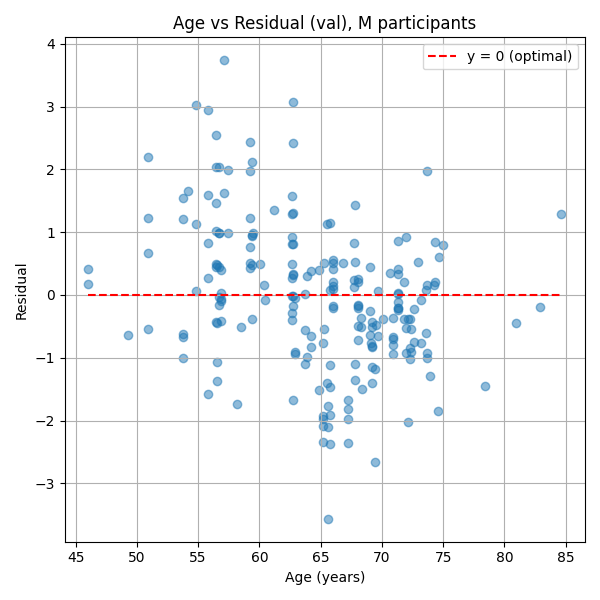 Age vs Residual (val), M participants
y = 0 (optimal)
4
3
2
1
0
−1
−2
−3
Residual
45 50 55 60 65 70 75 80 85
Age (years)